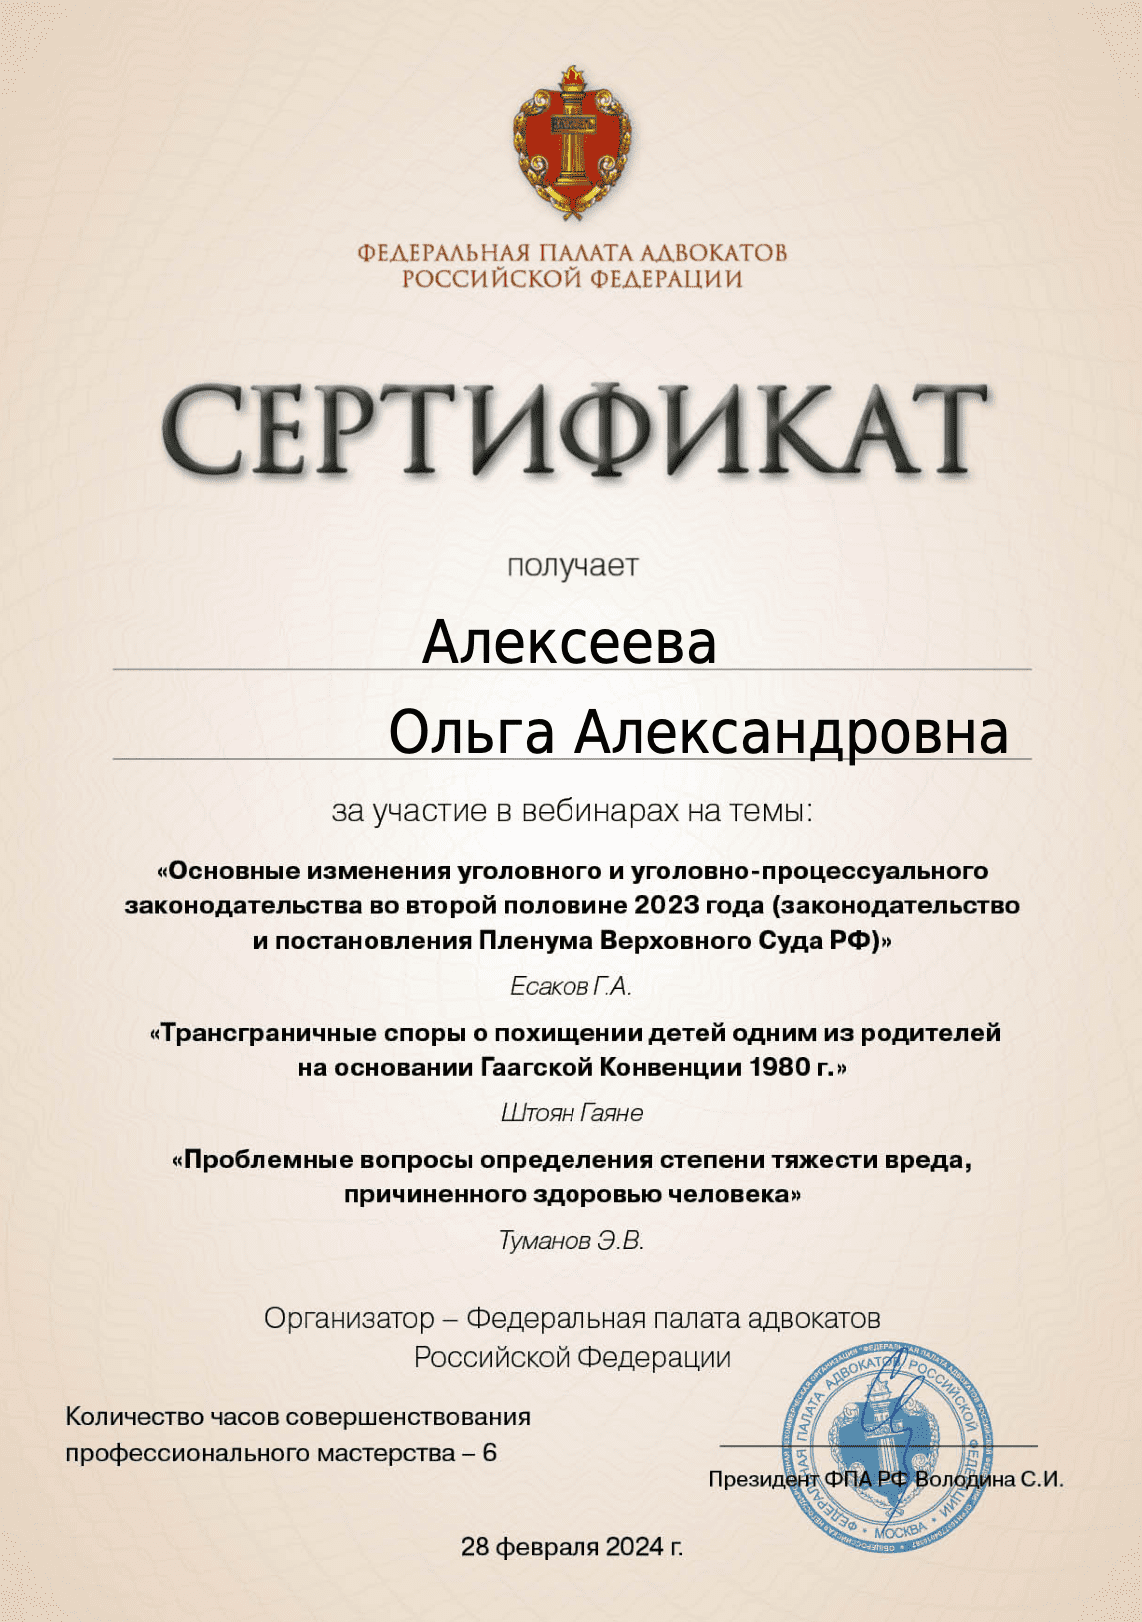 ФЕДЕРАЛЬНАЯ ПАЛАТА АДВОКАТОВ
РОССИЙСКОЙ ФЕДЕРАЦИИ
СЕРТИФИКАТ
получает
Алексеева
Ольга Александровна
за участие в вебинарах на темы:
«Основные изменения уголовного и уголовно-процессуального
законодательства во второй половине 2023 года (законодательство
и постановления Пленума Верховного Суда РФ)»
Есаков Г.А.
«Трансграничные споры о похищении детей одним из родителей
на основании Гаагской Конвенции 1980 г.»
Штоян Гаяне
«Проблемные вопросы определения степени тяжести вреда,
причиненного здоровью человека»
Туманов Э.В.
Организатор – Федеральная палата адвокатов
Российской Федерации
Количество часов совершенствования
профессионального мастерства – 6
Президент ФПА РФ Володина С.И.
ФЕДЕРАЛЬНАЯ ПАЛАТА АДВОКАТОВ РОССИЙСКОЙ ФЕДЕРАЦИИ • МОСКВА •
28 февраля 2024 г.